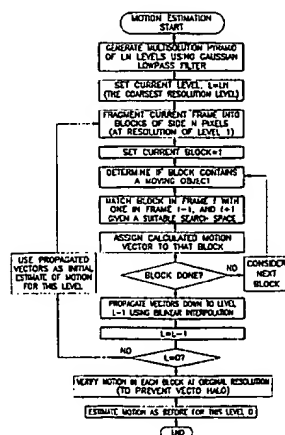 MOTION ESTIMATION
START
GENERATE MULTISOLUTION PYRAMID
OF LN LEVELS USING GAUSSIAN
LOWPASS FILTER
SET CURRENT LEVEL, L=LN
(THE COARSEST RESOLUTION LEVEL)
FRAGMENT CURRENT FRAME INTO
BLOCKS OF SIDE N PIXELS
(AT RESOLUTION OF LEVEL 1)
SET CURRENT BLOCK=1
DETERMINE IF BLOCK CONTAINS
A MOVING OBJECT
MATCH BLOCK IN FRAME I WITH
ONE IN FRAME I-1, AND I+1
GIVEN A SUITABLE SEARCH SPACE
ASSIGN CALCULATED MOTION
VECTOR TO THAT BLOCK
BLOCK DONE?
NO
CONSIDER
NEXT
BLOCK
USE PROPAGATED
VECTORS AS INITIAL
ESTIMATE OF MOTION
FOR THIS LEVEL
PROPAGATE VECTORS DOWN TO LEVEL
L-1 USING BILINEAR INTERPOLATION
L=L-1
NO
L=0?
VERIFY MOTION IN EACH BLOCK AT ORIGINAL RESOLUTION
(TO PREVENT VECTO HALO)
ESTIMATE MOTION AS BEFORE FOR THIS LEVEL 0
END